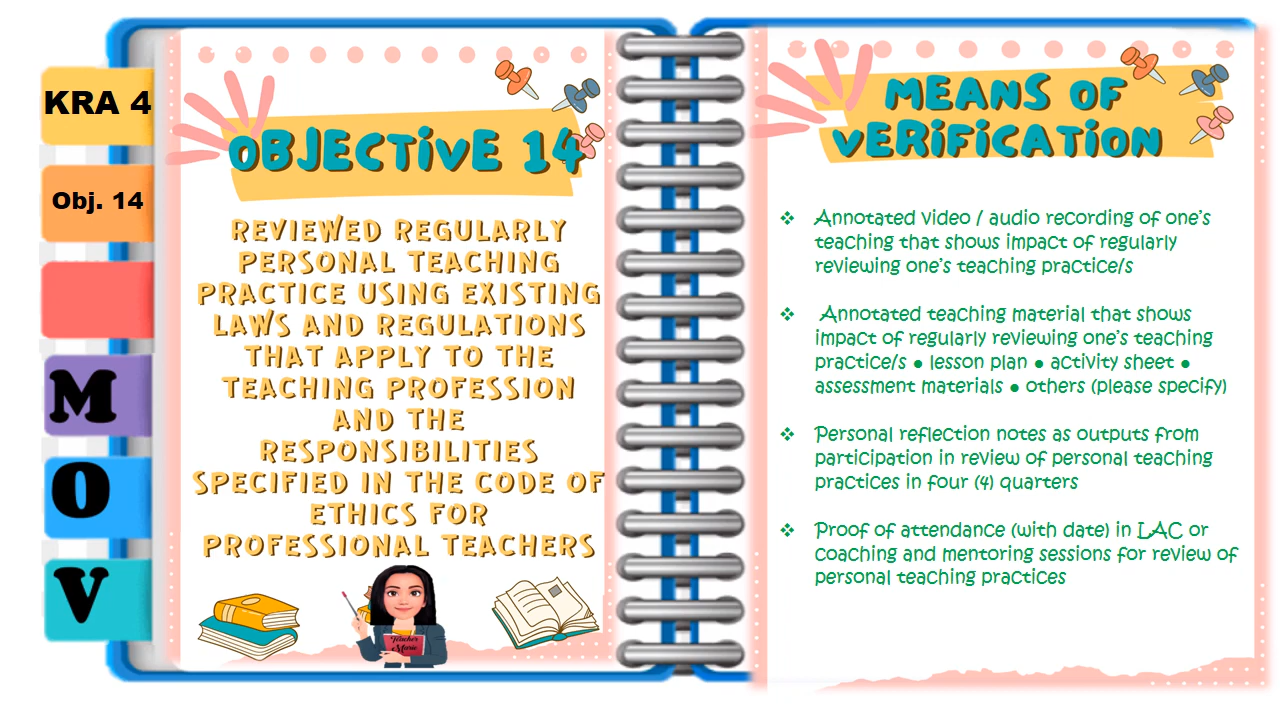 KRA 4
Obj. 14
M
O
V
OBJECTiVE 14
REVIEWED REGULARLY
PERSONAL TEACHING
PRACTICE USING EXISTING
LAWS AND REGULATIONS
THAT APPLY TO THE
TEACHING PROFESSION
AND THE
RESPONSIBILITIES
SPECIFIED IN THE CODE OF
ETHICS FOR
PROFESSIONAL TEACHERS
Teacher
Marie
MEANS OF
VERiFiCATiON
❖ Annotated video / audio recording of one's
teaching that shows impact of regularly
reviewing one's teaching practice/s
❖ Annotated teaching material that shows
impact of regularly reviewing one's teaching
practice/s ● lesson plan ● activity sheet ●
assessment materials ● others (please specify)
❖ Personal reflection notes as outputs from
participation in review of personal teaching
practices in four (4) quarters
❖ Proof of attendance (with date) in LAC or
coaching and mentoring sessions for review of
personal teaching practices